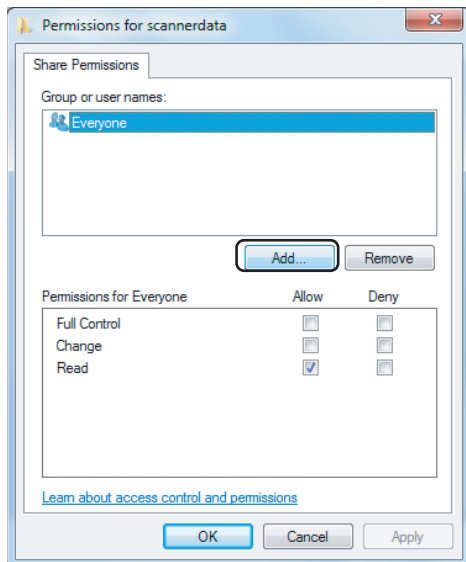 Permissions for scannerdata
Share Permissions
Group or user names:
Everyone
Add... Remove
Permissions for Everyone Allow Deny
Full Control
Change
Read
Learn about access control and permissions
OK Cancel Apply